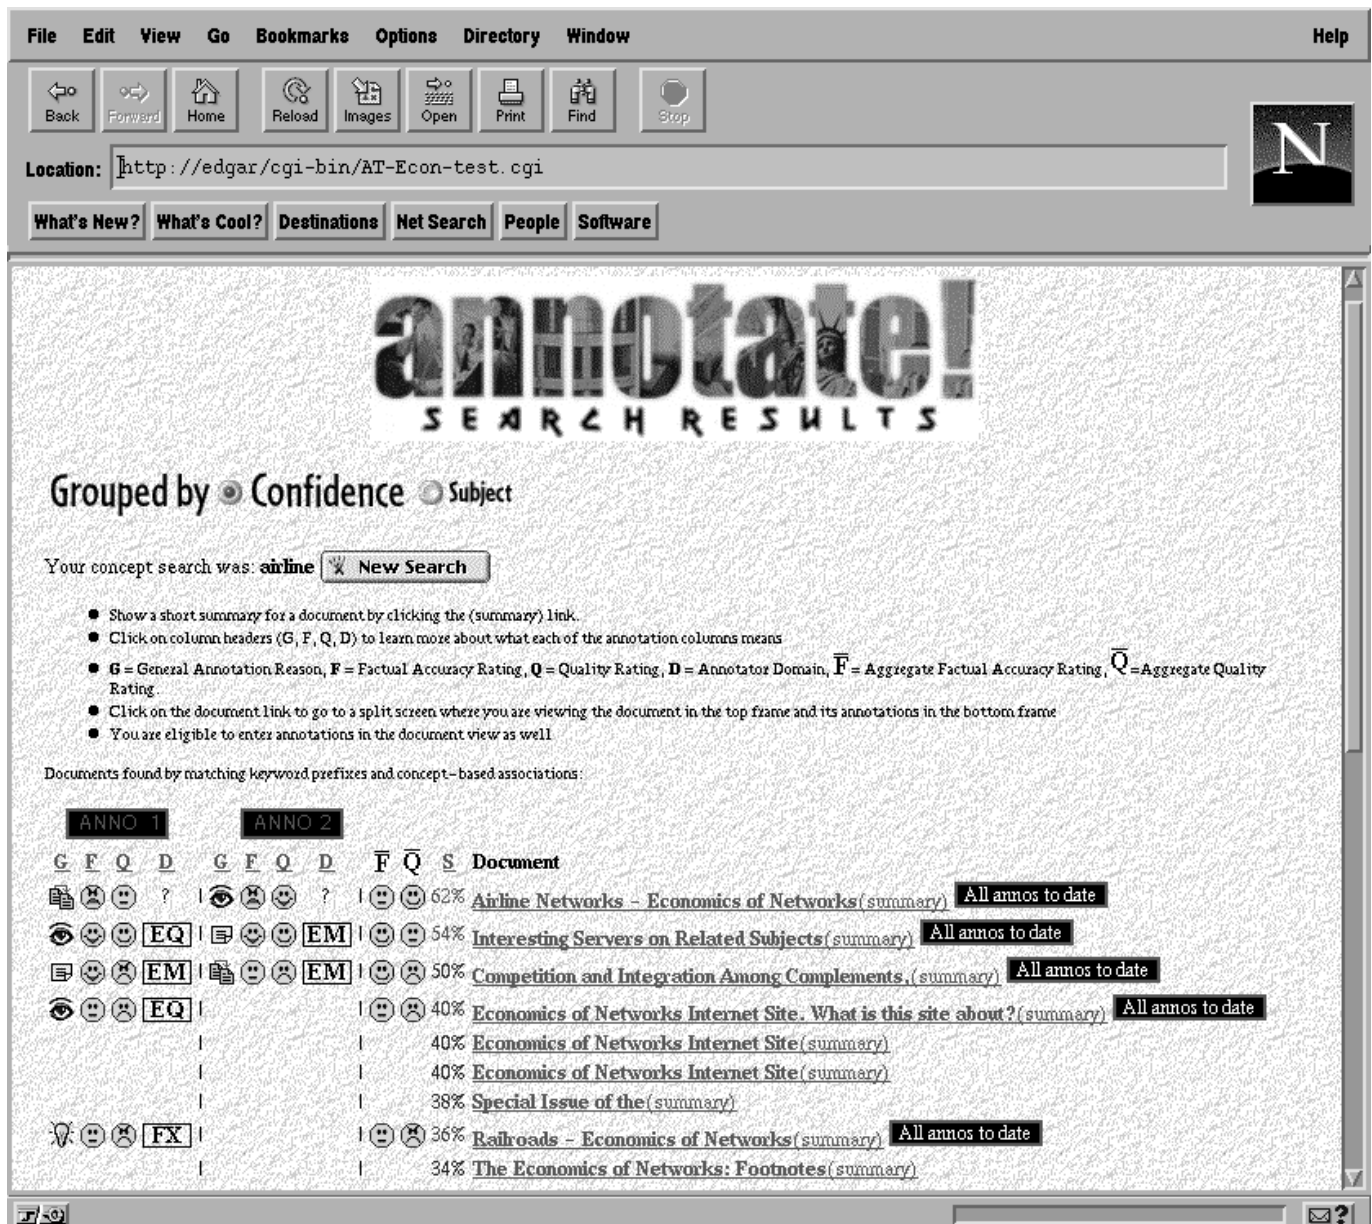 File Edit View Go Bookmarks Options Directory Window Help
Back Forward Home Reload Images Open Print Find Stop
N
Location: http://edgar/cgi-bin/AT-Econ-test.cgi
What's New? What's Cool? Destinations Net Search People Software
annotate!
SEARCH RESULTS
Grouped by Confidence Subject
Your concept search was: airline New Search
Show a short summary for a document by clicking the (summary) link.
Click on column headers (G, F, Q, D) to learn more about what each of the annotation columns means
G = General Annotation Reason, F = Factual Accuracy Rating, Q = Quality Rating, D = Annotator Domain, F̅ = Aggregate Factual Accuracy Rating, Q̅ =Aggregate Quality
Rating.
Click on the document link to go to a split screen where you are viewing the document in the top frame and its annotations in the bottom frame
You are eligible to enter annotations in the document view as well
Documents found by matching keyword prefixes and concept-based associations:
ANNO 1 ANNO 2
G F Q D G F Q D F̅ Q̅ S Document
? | ? | 62% Airline Networks - Economics of Networks(summary) All annos to date
EQ | EM | 54% Interesting Servers on Related Subjects(summary) All annos to date
EM | EM | 50% Competition and Integration Among Complements,(summary) All annos to date
EQ | | 40% Economics of Networks Internet Site. What is this site about?(summary) All annos to date
| | 40% Economics of Networks Internet Site(summary)
| | 40% Economics of Networks Internet Site(summary)
| | 38% Special Issue of the(summary)
FX | | 36% Railroads - Economics of Networks(summary) All annos to date
| | 34% The Economics of Networks: Footnotes(summary)
?